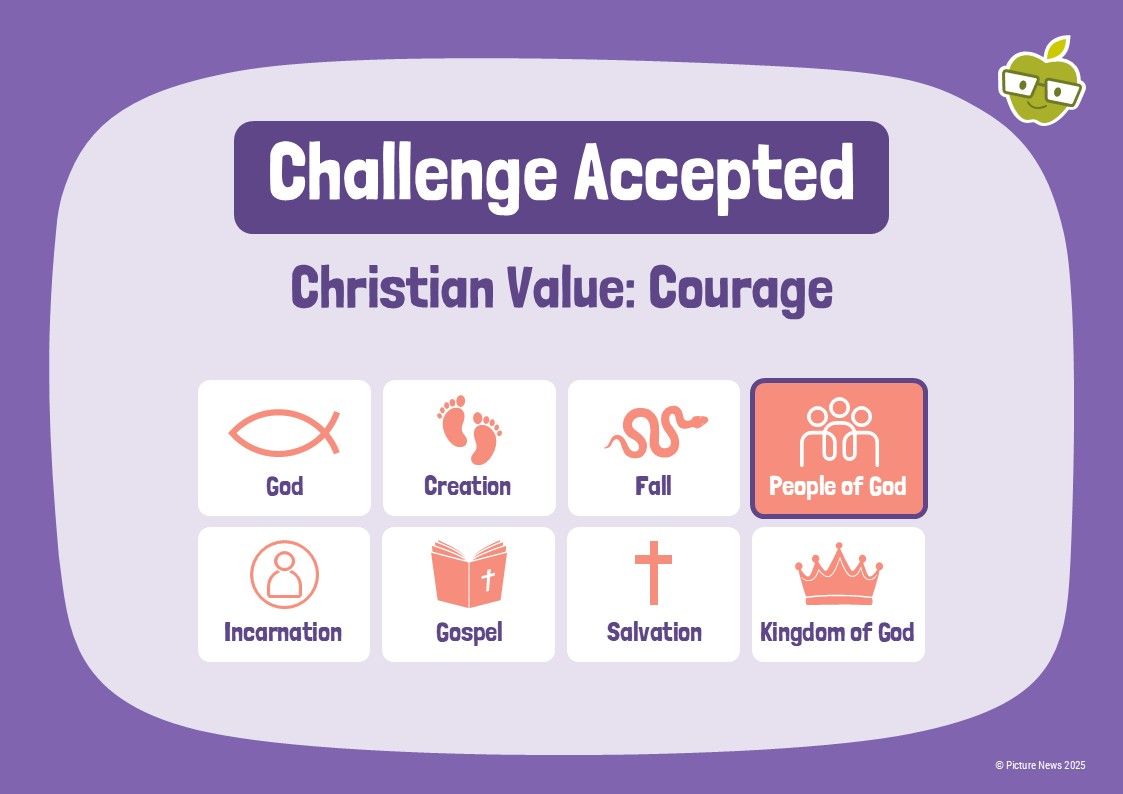 Challenge Accepted
Christian Value: Courage
God
Creation
Fall
People of God
Incarnation
Gospel
Salvation
Kingdom of God
© Picture News 2025